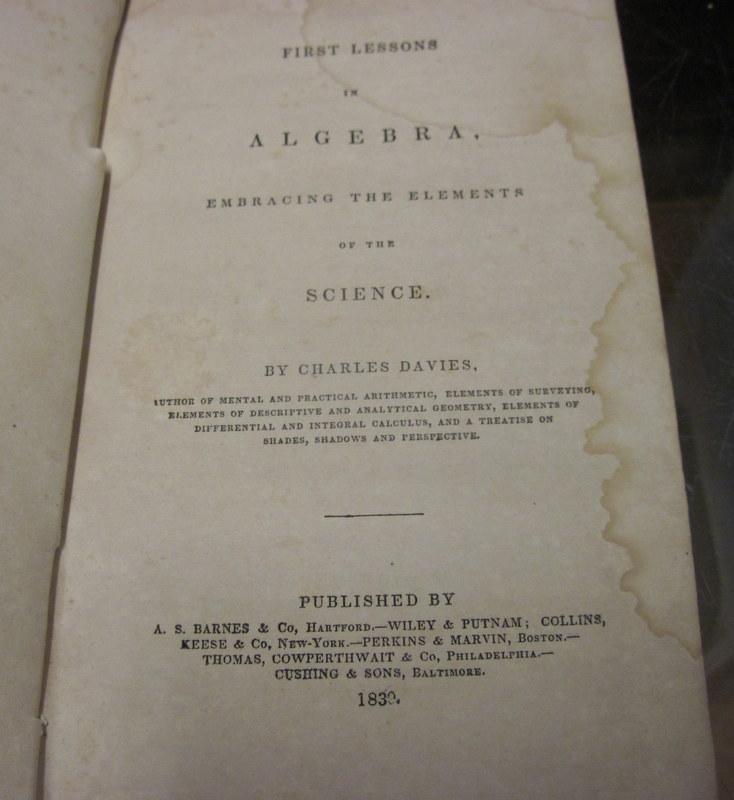 FIRST LESSONS
IN
ALGEBRA,
EMBRACING THE ELEMENTS
OF THE
SCIENCE.
BY CHARLES DAVIES,
AUTHOR OF MENTAL AND PRACTICAL ARITHMETIC, ELEMENTS OF SURVEYING,
ELEMENTS OF DESCRIPTIVE AND ANALYTICAL GEOMETRY, ELEMENTS OF
DIFFERENTIAL AND INTEGRAL CALCULUS, AND A TREATISE ON
SHADES, SHADOWS AND PERSPECTIVE.
PUBLISHED BY
A. S. BARNES & Co, HARTFORD.—WILEY & PUTNAM; COLLINS,
KEESE & Co, NEW-YORK.—PERKINS & MARVIN, BOSTON.—
THOMAS, COWPERTHWAIT & Co, PHILADELPHIA.—
CUSHING & SONS, BALTIMORE.
1839.